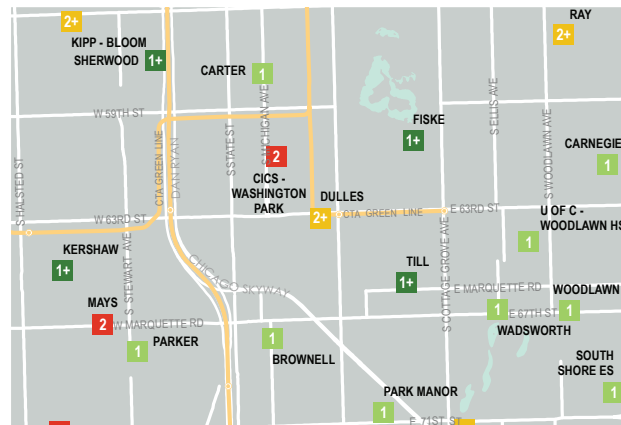 2+
KIPP - BLOOM
SHERWOOD
1+
CARTER
1
RAY
2+
W 59TH ST
CTA GREEN LINE
DAN RYAN
S STATE ST
S MICHIGAN AVE
S ELLIS AVE
S WOODLAWN AVE
FISKE
1+
CARNEGIE
1
2
CICS -
WASHINGTON
PARK
S HALSTED ST
DULLES
2+
CTA GREEN LINE
E 63RD ST
W 63RD ST
U OF C -
WOODLAWN HS
1
KERSHAW
1+
S STEWART AVE
CHICAGO SKYWAY
TILL
1+
S COTTAGE GROVE AVE
E MARQUETTE RD
WOODLAWN
1
1
E 67TH ST
WADSWORTH
MAYS
2
W MARQUETTE RD
1
PARKER
1
BROWNELL
SOUTH
SHORE ES
1
PARK MANOR
1
E 71ST ST